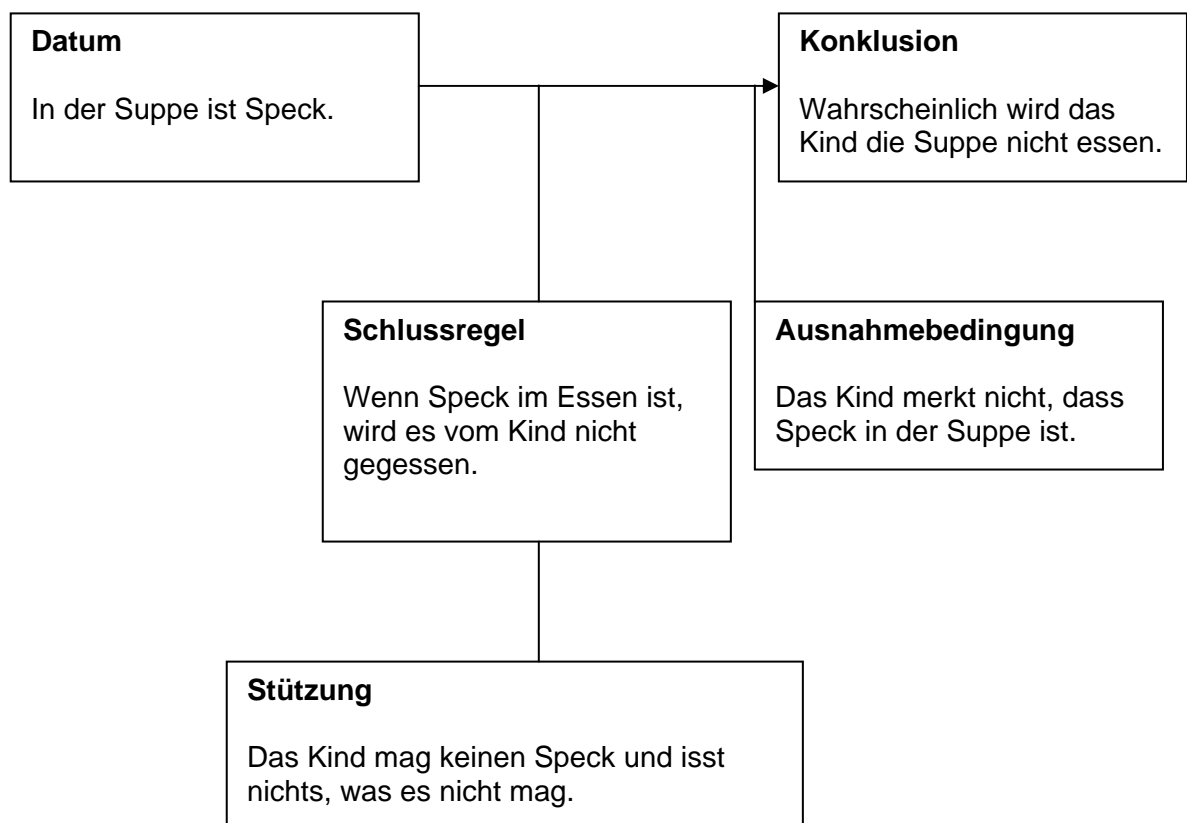 Datum
In der Suppe ist Speck.
Konklusion
Wahrscheinlich wird das
Kind die Suppe nicht essen.
Schlussregel
Wenn Speck im Essen ist,
wird es vom Kind nicht
gegessen.
Ausnahmebedingung
Das Kind merkt nicht, dass
Speck in der Suppe ist.
Stützung
Das Kind mag keinen Speck und isst
nichts, was es nicht mag.